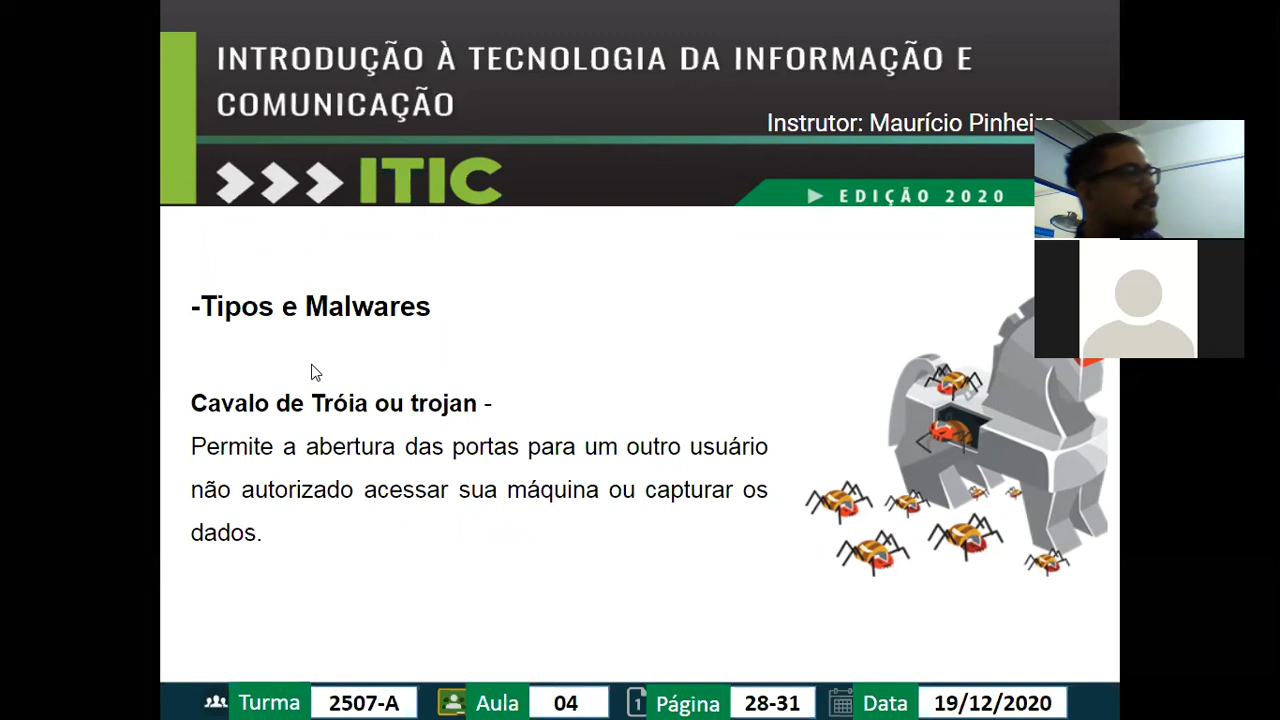 INTRODUÇÃO À TECNOLOGIA DA INFORMAÇÃO E
COMUNICAÇÃO
Instrutor: Maurício Pinheiro
ITIC
EDIÇÃO 2020
-Tipos e Malwares
Cavalo de Tróia ou trojan -
Permite a abertura das portas para um outro usuário
não autorizado acessar sua máquina ou capturar os
dados.
Turma 2507-A 1 Aula 04 Página 28-31 Data 19/12/2020